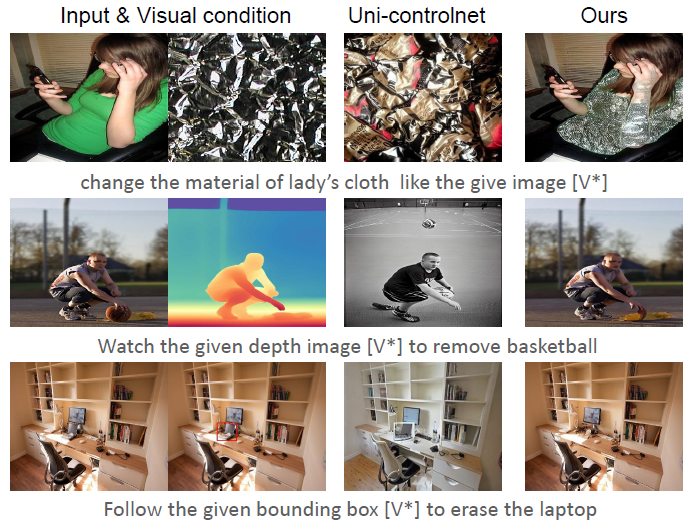 Input & Visual condition Uni-controlnet Ours
change the material of lady's cloth like the give image [V*]
Watch the given depth image [V*] to remove basketball
Follow the given bounding box [V*] to erase the laptop